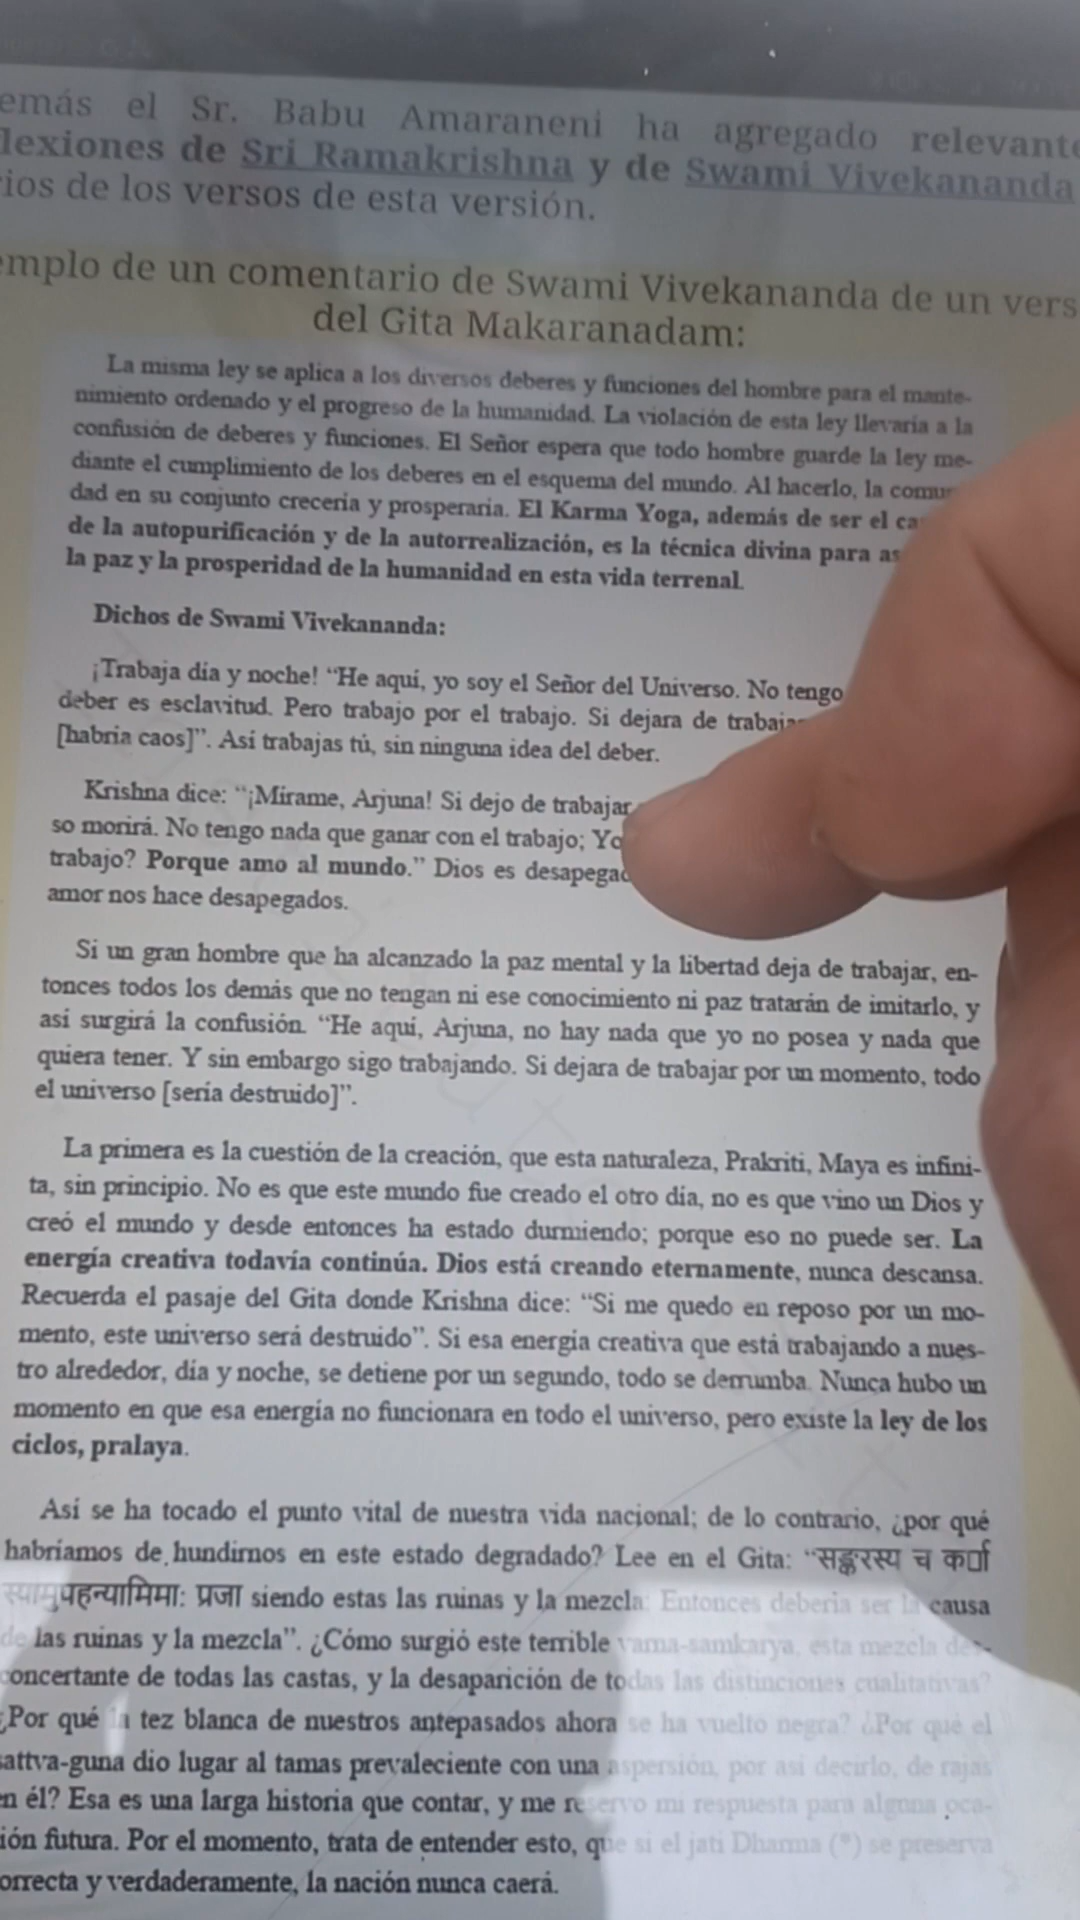 emás el Sr. Babu Amaraneni ha agregado relevante
lexiones de Sri Ramakrishna y de Swami Vivekananda
rios de los versos de esta versión.
emplo de un comentario de Swami Vivekananda de un vers
del Gita Makaranadam:
La misma ley se aplica a los diversos deberes y funciones del hombre para el mante-
nimiento ordenado y el progreso de la humanidad. La violación de esta ley llevaría a la
confusión de deberes y funciones. El Señor espera que todo hombre guarde la ley me-
diante el cumplimiento de los deberes en el esquema del mundo. Al hacerlo, la comu
dad en su conjunto crecería y prosperaría. El Karma Yoga, además de ser el ca
de la autopurificación y de la autorrealización, es la técnica divina para as
la paz y la prosperidad de la humanidad en esta vida terrenal.
Dichos de Swami Vivekananda:
¡Trabaja día y noche! “He aquí, yo soy el Señor del Universo. No tengo
deber es esclavitud. Pero trabajo por el trabajo. Si dejara de trabajar
[habría caos]”. Así trabajas tú, sin ninguna idea del deber.
Krishna dice: “¡Mírame, Arjuna! Si dejo de trabajar
so morirá. No tengo nada que ganar con el trabajo; Yo
trabajo? Porque amo al mundo.” Dios es desapegad
amor nos hace desapegados.
Si un gran hombre que ha alcanzado la paz mental y la libertad deja de trabajar, en-
tonces todos los demás que no tengan ni ese conocimiento ni paz tratarán de imitarlo, y
así surgirá la confusión. “He aquí, Arjuna, no hay nada que yo no posea y nada que
quiera tener. Y sin embargo sigo trabajando. Si dejara de trabajar por un momento, todo
el universo [sería destruido]”.
La primera es la cuestión de la creación, que esta naturaleza, Prakriti, Maya es infini-
ta, sin principio. No es que este mundo fue creado el otro día, no es que vino un Dios y
creó el mundo y desde entonces ha estado durmiendo; porque eso no puede ser. La
energía creativa todavía continúa. Dios está creando eternamente, nunca descansa.
Recuerda el pasaje del Gita donde Krishna dice: “Si me quedo en reposo por un mo-
mento, este universo será destruido”. Si esa energía creativa que está trabajando a nues-
tro alrededor, día y noche, se detiene por un segundo, todo se derrumba. Nunca hubo un
momento en que esa energía no funcionara en todo el universo, pero existe la ley de los
ciclos, pralaya.
Así se ha tocado el punto vital de nuestra vida nacional; de lo contrario, ¿por qué
habríamos de hundirnos en este estado degradado? Lee en el Gita: “सङ्करस्य च कर्ता
स्यामुपहन्यामिमा: प्रजा siendo estas las ruinas y la mezcla: Entonces debería ser la causa
de las ruinas y la mezcla”. ¿Cómo surgió este terrible varna-samkarya, esta mezcla des-
concertante de todas las castas, y la desaparición de todas las distinciones cualitativas?
¿Por qué la tez blanca de nuestros antepasados ahora se ha vuelto negra? ¿Por qué el
sattva-guna dio lugar al tamas prevaleciente con una aspersión, por así decirlo, de rajas
en él? Esa es una larga historia que contar, y me reservo mi respuesta para alguna oca-
ión futura. Por el momento, trata de entender esto, que si el jati Dharma (*) se preserva
orrecta y verdaderamente, la nación nunca caerá.